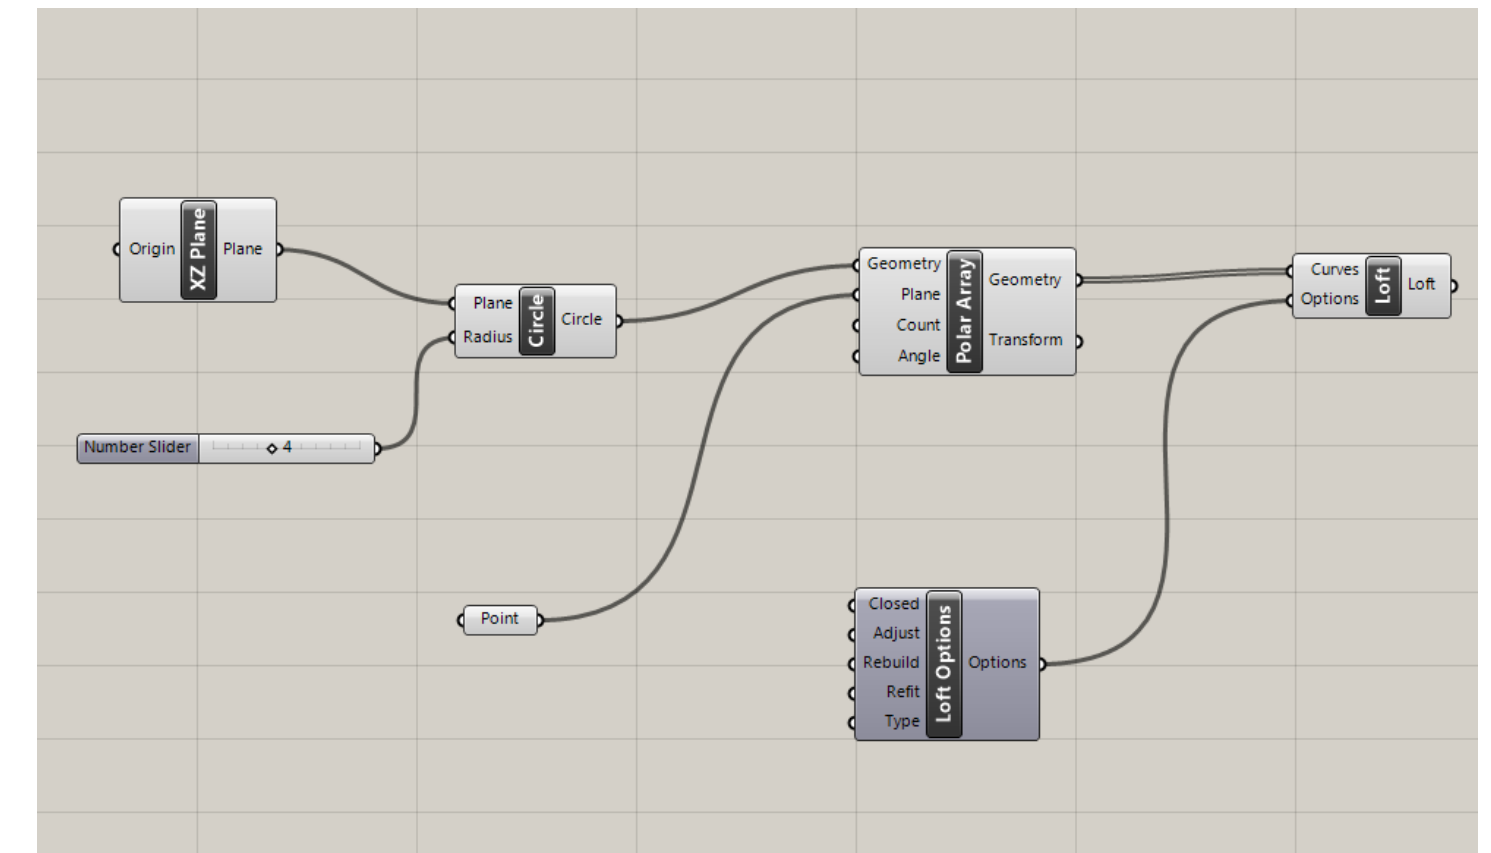 Origin
XZ Plane
Plane
Plane
Radius
Circle
Circle
Number Slider
4
Point
Geometry
Plane
Count
Angle
Polar Array
Geometry
Transform
Closed
Adjust
Rebuild
Refit
Type
Loft Options
Options
Curves
Options
Loft
Loft